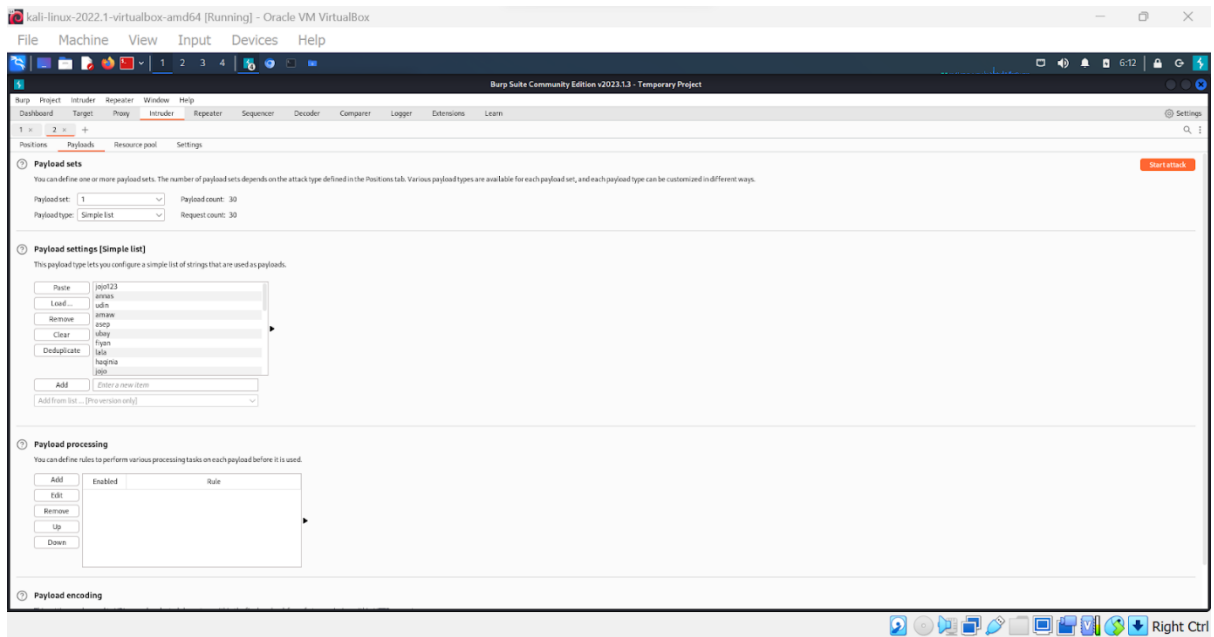 kali-linux-2022.1-virtualbox-amd64 [Running] - Oracle VM VirtualBox
File Machine View Input Devices Help
1 2 3 4 6:12
Burp Suite Community Edition v2023.1.3 - Temporary Project
Burp Project Intruder Repeater Window Help
Dashboard Target Proxy Intruder Repeater Sequencer Decoder Comparer Logger Extensions Learn Settings
1 × 2 × +
Positions Payloads Resource pool Settings
Payload sets Start attack
You can define one or more payload sets. The number of payload sets depends on the attack type defined in the Positions tab. Various payload types are available for each payload set, and each payload type can be customized in different ways.
Payload set: 1 Payload count: 30
Payload type: Simple list Request count: 30
Payload settings [Simple list]
This payload type lets you configure a simple list of strings that are used as payloads.
Paste
Load ...
Remove
Clear
Deduplicate
jojo123
annas
udin
amaw
asep
ubay
fiyan
lala
haqinia
jojo
Add Enter a new item
Add from list ... [Pro version only]
Payload processing
You can define rules to perform various processing tasks on each payload before it is used.
Add Enabled Rule
Edit
Remove
Up
Down
Payload encoding
Right Ctrl